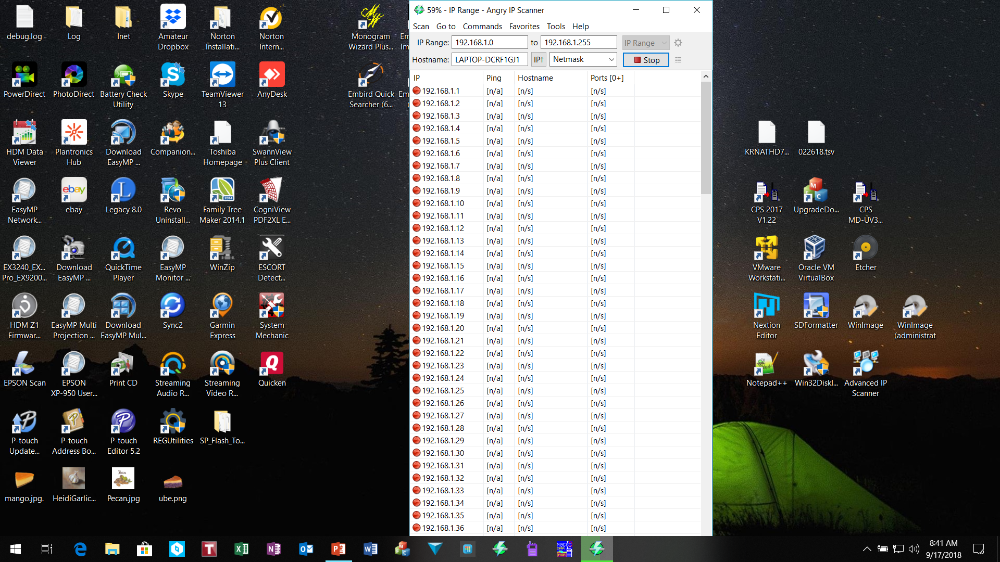 debug.log
Log
Inet
Amateur
Dropbox
Norton
Installati...
Norton
Intern...
PowerDirect
PhotoDirect
Battery Check
Utility
Skype
TeamViewer
13
AnyDesk
HDM Data
Viewer
Plantronics
Hub
Download
EasyMP ...
Companion...
Toshiba
Homepage
SwannView
Plus Client
EasyMP
Network...
ebay
ebay
L
Legacy 8.0
Revo
Uninstall...
2014
Family Tree
Maker 2014.1
CogniView
PDF2XL E...
EX3240_EX...
Pro_EX9200...
Download
EasyMP ...
QuickTime
Player
EasyMP
Monitor ...
WinZip
ESCORT
Detect...
HDM Z1
Firmwar...
EasyMP Multi
Projection ...
Download
EasyMP Mul...
Sync2
Garmin
Express
System
Mechanic
EPSON Scan
EPSON
XP-950 User...
Print CD
Streaming
Audio R...
Streaming
Video R...
Quicken
P-touch
Update...
P-touch
Address Bo...
P-touch
Editor 5.2
REGUtilities
SP_Flash_To...
mango.jpg.
HeidiGarlic...
Pecan.jpg
ube.png
Monogram
Wizard Plus...
Em
Im
Embird Quick
Searcher (6...
Em
59% - IP Range - Angry IP Scanner
Scan Go to Commands Favorites Tools Help
IP Range: 192.168.1.0 to 192.168.1.255 IP Range
Hostname: LAPTOP-DCRF1GJ1 IP↑ Netmask Stop
IP Ping Hostname Ports [0+]
192.168.1.1 [n/a] [n/s] [n/s]
192.168.1.2 [n/a] [n/s] [n/s]
192.168.1.3 [n/a] [n/s] [n/s]
192.168.1.4 [n/a] [n/s] [n/s]
192.168.1.5 [n/a] [n/s] [n/s]
192.168.1.6 [n/a] [n/s] [n/s]
192.168.1.7 [n/a] [n/s] [n/s]
192.168.1.8 [n/a] [n/s] [n/s]
192.168.1.9 [n/a] [n/s] [n/s]
192.168.1.10 [n/a] [n/s] [n/s]
192.168.1.11 [n/a] [n/s] [n/s]
192.168.1.12 [n/a] [n/s] [n/s]
192.168.1.13 [n/a] [n/s] [n/s]
192.168.1.14 [n/a] [n/s] [n/s]
192.168.1.15 [n/a] [n/s] [n/s]
192.168.1.16 [n/a] [n/s] [n/s]
192.168.1.17 [n/a] [n/s] [n/s]
192.168.1.18 [n/a] [n/s] [n/s]
192.168.1.19 [n/a] [n/s] [n/s]
192.168.1.20 [n/a] [n/s] [n/s]
192.168.1.21 [n/a] [n/s] [n/s]
192.168.1.22 [n/a] [n/s] [n/s]
192.168.1.23 [n/a] [n/s] [n/s]
192.168.1.24 [n/a] [n/s] [n/s]
192.168.1.25 [n/a] [n/s] [n/s]
192.168.1.26 [n/a] [n/s] [n/s]
192.168.1.27 [n/a] [n/s] [n/s]
192.168.1.28 [n/a] [n/s] [n/s]
192.168.1.29 [n/a] [n/s] [n/s]
192.168.1.30 [n/a] [n/s] [n/s]
192.168.1.31 [n/a] [n/s] [n/s]
192.168.1.32 [n/a] [n/s] [n/s]
192.168.1.33 [n/a] [n/s] [n/s]
192.168.1.34 [n/a] [n/s] [n/s]
192.168.1.35 [n/a] [n/s] [n/s]
192.168.1.36 [n/a] [n/s] [n/s]
KRNATHD7...
022618.tsv
CPS 2017
V1.22
UpgradeDo...
CPS
MD-UV3...
VMware
Workstati...
Oracle VM
VirtualBox
Etcher
Nextion
Editor
SDFormatter
WinImage
WinImage
(administrat
Notepad++
Win32DiskI...
Advanced IP
Scanner
8:41 AM
9/17/2018